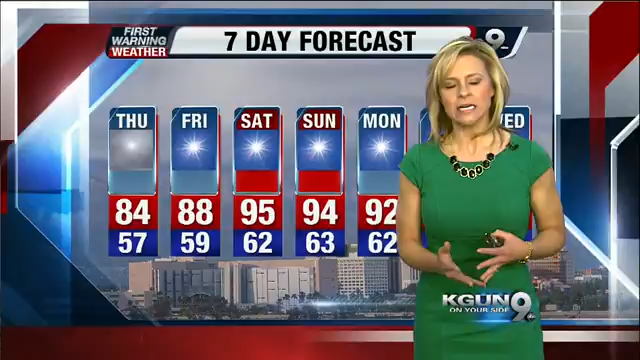 FIRST
WARNING
WEATHER
7 DAY FORECAST
9
THU FRI SAT SUN MON WED
84 88 95 94 92
57 59 62 63 62
KGUN 9
ON YOUR SIDE
abc